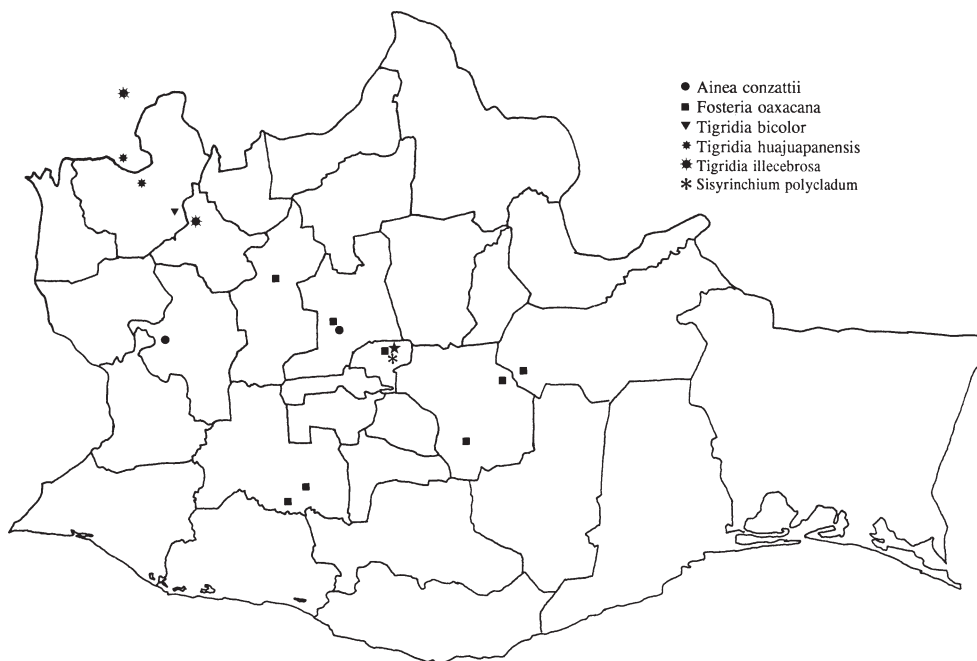 Ainea conzattii
Fosteria oaxacana
Tigridia bicolor
Tigridia huajuapanensis
Tigridia illecebrosa
Sisyrinchium polycladum